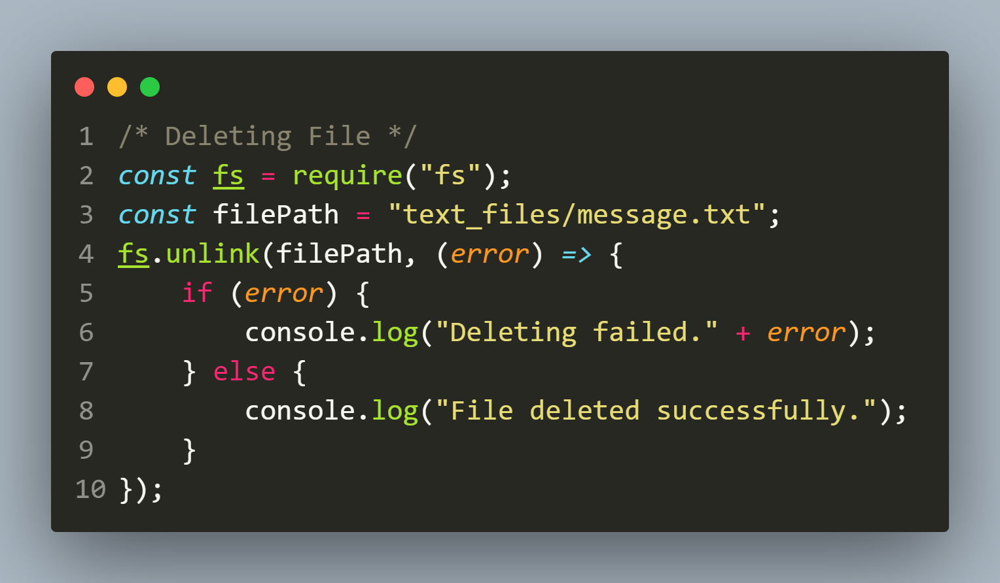 1 /* Deleting File */
2 const fs = require("fs");
3 const filePath = "text_files/message.txt";
4 fs.unlink(filePath, (error) => {
5     if (error) {
6         console.log("Deleting failed." + error);
7     } else {
8         console.log("File deleted successfully.");
9     }
10 });